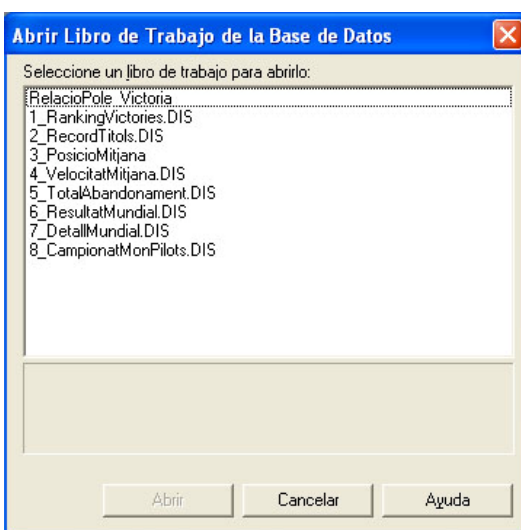 Abrir Libro de Trabajo de la Base de Datos
Seleccione un libro de trabajo para abrirlo:
RelacioPole_Victoria
1_RankingVictories.DIS
2_RecordTitols.DIS
3_PosicioMitjana
4_VelocitatMitjana.DIS
5_TotalAbandonament.DIS
6_ResultatMundial.DIS
7_DetallMundial.DIS
8_CampionatMonPilots.DIS
Abrir
Cancelar
Ayuda